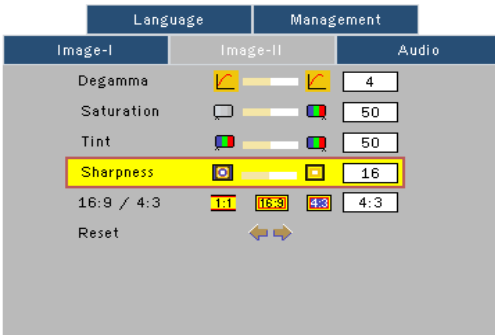 Language Management
Image-I Image-II Audio
Degamma 4
Saturation 50
Tint 50
Sharpness 16
16:9 / 4:3 1:1 16:9 4:3 4:3
Reset